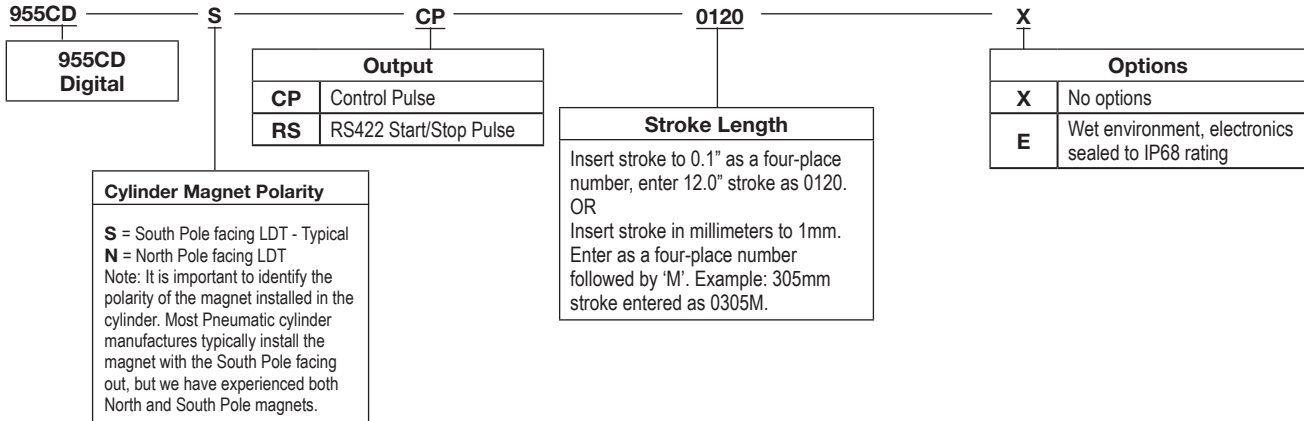 955CD S CP 0120 X
955CD
Digital
Output
CP Control Pulse
RS RS422 Start/Stop Pulse
Options
X No options
E Wet environment, electronics
sealed to IP68 rating
Stroke Length
Insert stroke to 0.1” as a four-place
number, enter 12.0” stroke as 0120.
OR
Insert stroke in millimeters to 1mm.
Enter as a four-place number
followed by ‘M’. Example: 305mm
stroke entered as 0305M.
Cylinder Magnet Polarity
S = South Pole facing LDT - Typical
N = North Pole facing LDT
Note: It is important to identify the
polarity of the magnet installed in the
cylinder. Most Pneumatic cylinder
manufactures typically install the
magnet with the South Pole facing
out, but we have experienced both
North and South Pole magnets.